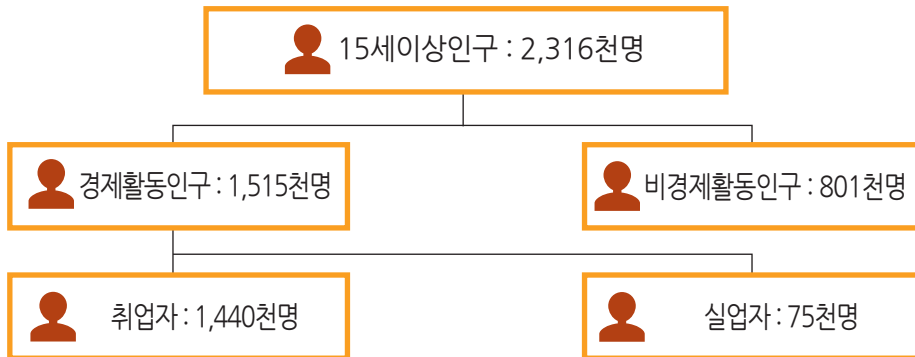 15세이상인구 : 2,316천명
경제활동인구 : 1,515천명
비경제활동인구 : 801천명
취업자 : 1,440천명
실업자 : 75천명